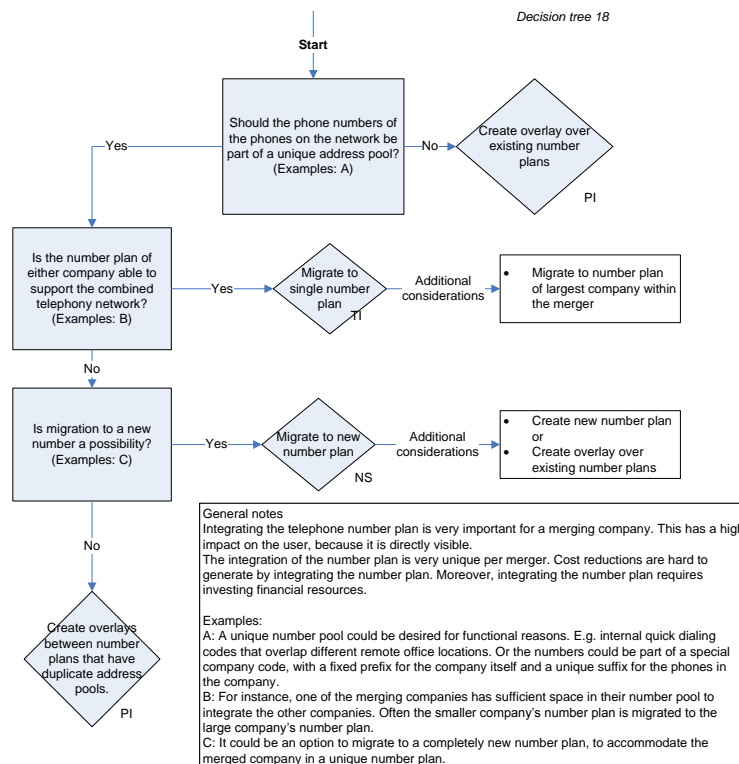 Decision tree 18
Start
Should the phone numbers of
the phones on the network be
part of a unique address pool?
(Examples: A)
Yes
No
Create overlay over
existing number
plans
PI
Is the number plan of
either company able to
support the combined
telephony network?
(Examples: B)
Yes
Migrate to
single number
plan
TI
Additional
considerations
• Migrate to number plan
of largest company within
the merger
No
Is migration to a new
number a possibility?
(Examples: C)
Yes
Migrate to new
number plan
NS
Additional
considerations
• Create new number plan
or
• Create overlay over
existing number plans
No
Create overlays
between number
plans that have
duplicate address
pools.
PI
General notes
Integrating the telephone number plan is very important for a merging company. This has a high
impact on the user, because it is directly visible.
The integration of the number plan is very unique per merger. Cost reductions are hard to
generate by integrating the number plan. Moreover, integrating the number plan requires
investing financial resources.
Examples:
A: A unique number pool could be desired for functional reasons. E.g. internal quick dialing
codes that overlap different remote office locations. Or the numbers could be part of a special
company code, with a fixed prefix for the company itself and a unique suffix for the phones in
the company.
B: For instance, one of the merging companies has sufficient space in their number pool to
integrate the other companies. Often the smaller company's number plan is migrated to the
large company's number plan.
C: It could be an option to migrate to a completely new number plan, to accommodate the
merged company in a unique number plan.